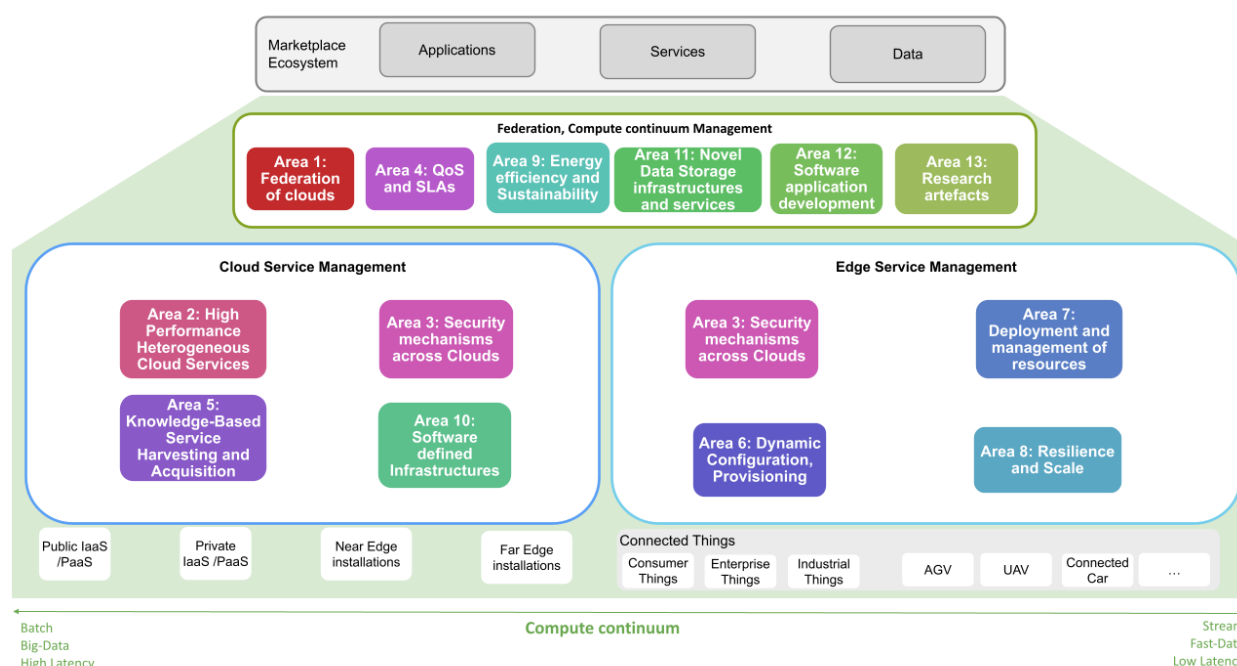 Marketplace
Ecosystem
Applications
Services
Data
Federation, Compute continuum Management
Area 1:
Federation
of clouds
Area 4: QoS
and SLAs
Area 9: Energy
efficiency and
Sustainability
Area 11: Novel
Data Storage
infrastructures
and services
Area 12:
Software
application
development
Area 13:
Research
artefacts
Cloud Service Management
Area 2: High
Performance
Heterogeneous
Cloud Services
Area 3: Security
mechanisms
across Clouds
Area 5:
Knowledge-Based
Service
Harvesting and
Acquisition
Area 10:
Software
defined
Infrastructures
Edge Service Management
Area 3: Security
mechanisms
across Clouds
Area 7:
Deployment and
management of
resources
Area 6: Dynamic
Configuration,
Provisioning
Area 8: Resilience
and Scale
Public IaaS
/PaaS
Private
IaaS /PaaS
Near Edge
installations
Far Edge
installations
Connected Things
Consumer
Things
Enterprise
Things
Industrial
Things
AGV
UAV
Connected
Car
...
Compute continuum
Batch
Big-Data
High Latency
Strea
Fast-Dat
Low Latenc